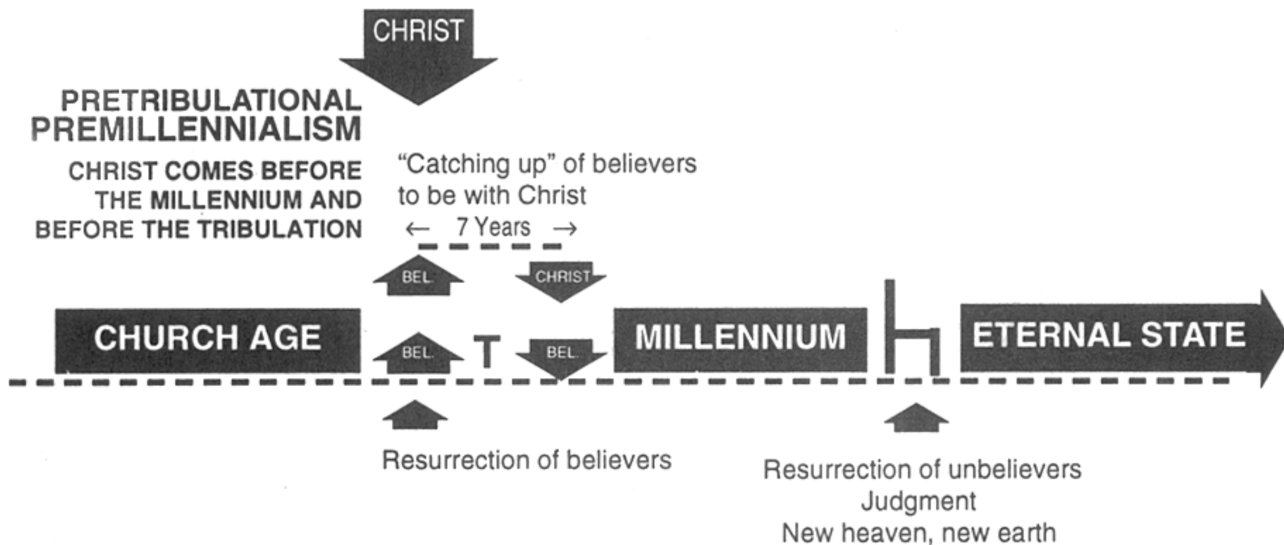 CHRIST
PRETRIBULATIONAL
PREMILLENNIALISM
CHRIST COMES BEFORE
THE MILLENNIUM AND
BEFORE THE TRIBULATION
“Catching up” of believers
to be with Christ
← 7 Years →
BEL.
CHRIST
CHURCH AGE
BEL.
T
BEL.
MILLENNIUM
ETERNAL STATE
Resurrection of believers
Resurrection of unbelievers
Judgment
New heaven, new earth